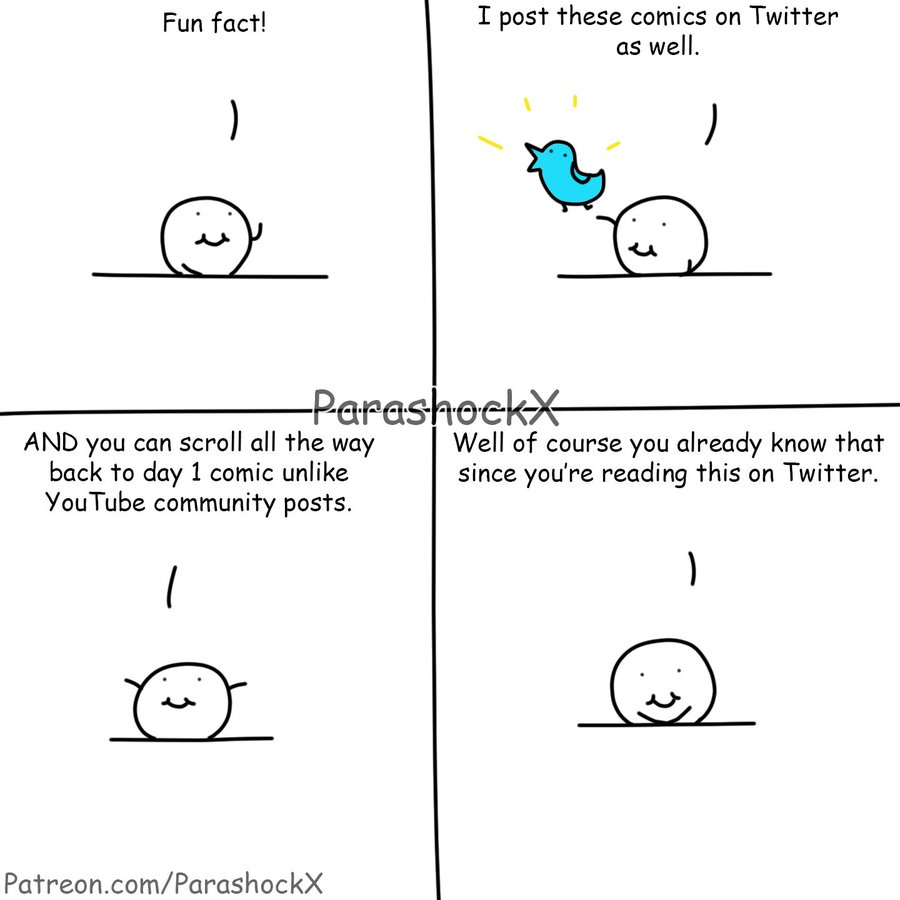 Fun fact!
I post these comics on Twitter
as well.
ParashockX
AND you can scroll all the way
back to day 1 comic unlike
YouTube community posts.
Well of course you already know that
since you're reading this on Twitter.
Patreon.com/ParashockX